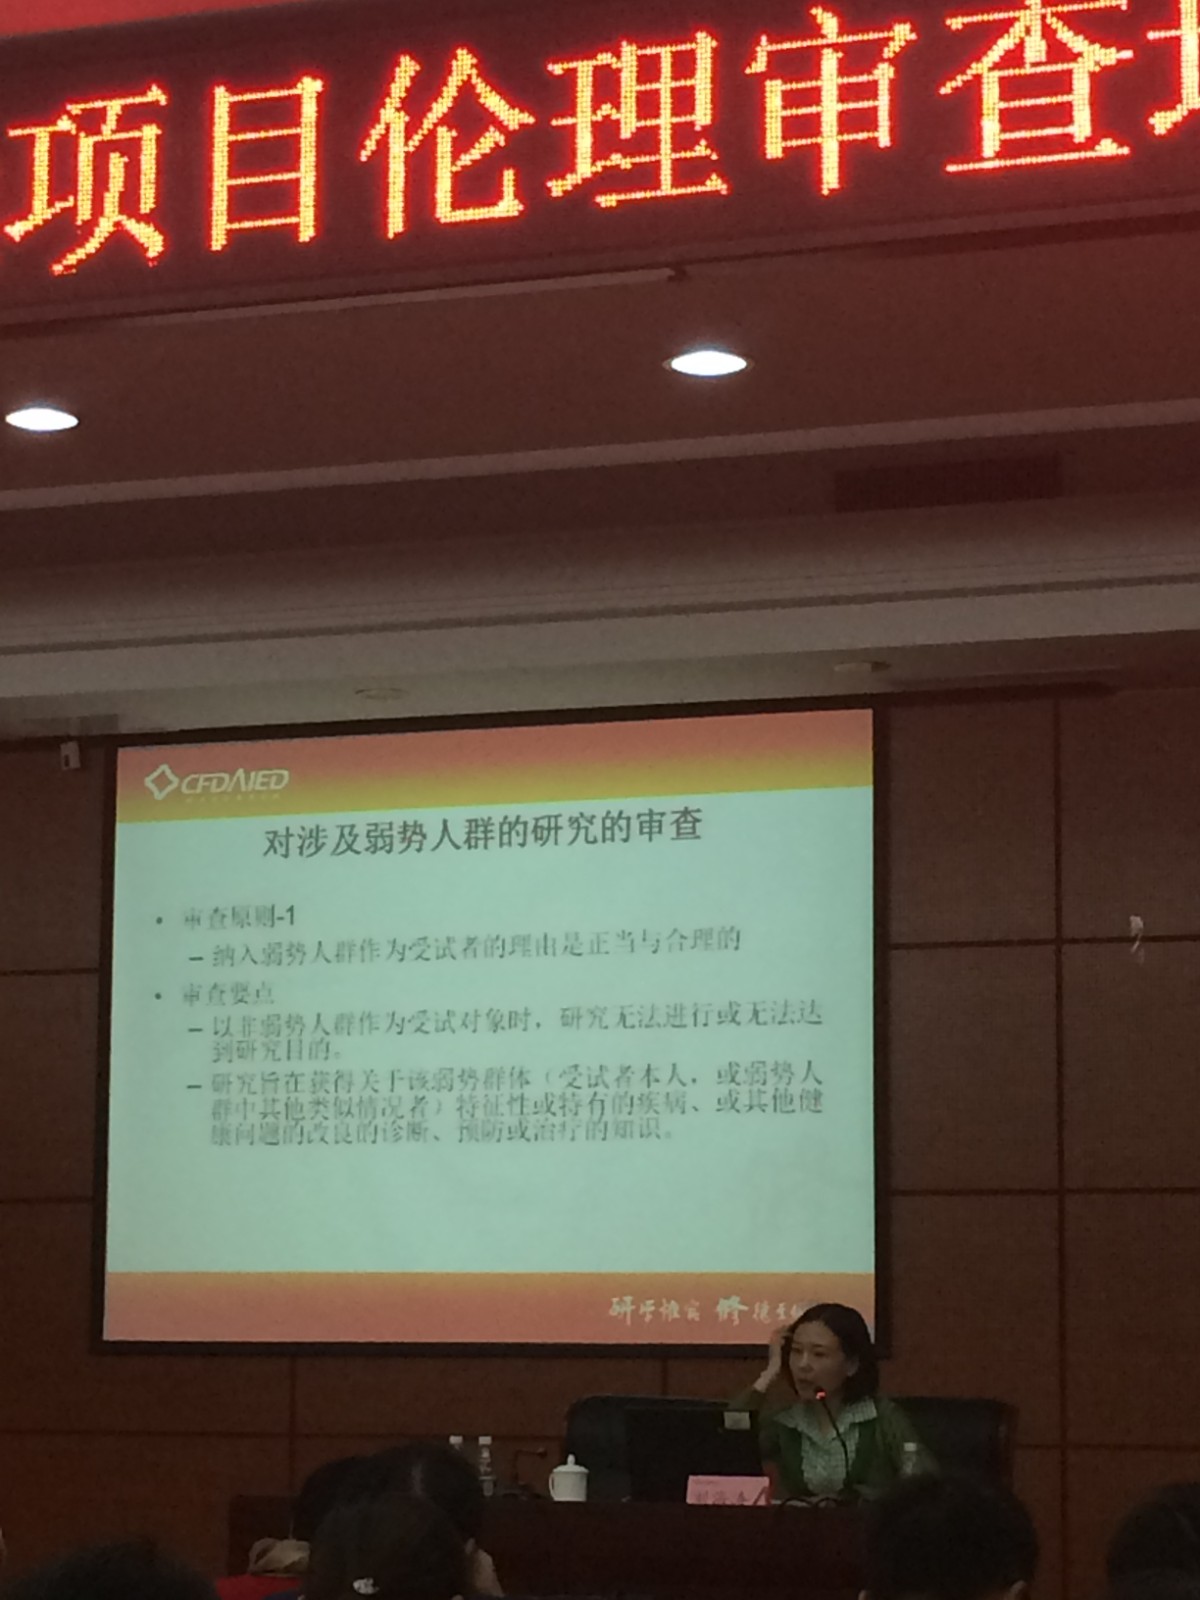 项目伦理审查
CFDAIED
对涉及弱势人群的研究的审查
• 审查原则-1
– 纳入弱势人群作为受试者的理由是正当与合理的
• 审查要点
– 以非弱势人群作为受试对象时，研究无法进行或无法达
到研究目的。
– 研究旨在获得关于该弱势群体（受试者本人，或弱势人
群中其他类似情况者）特征性或特有的疾病、或其他健
康问题的改良的诊断、预防或治疗的知识。
研学惟实 修德至